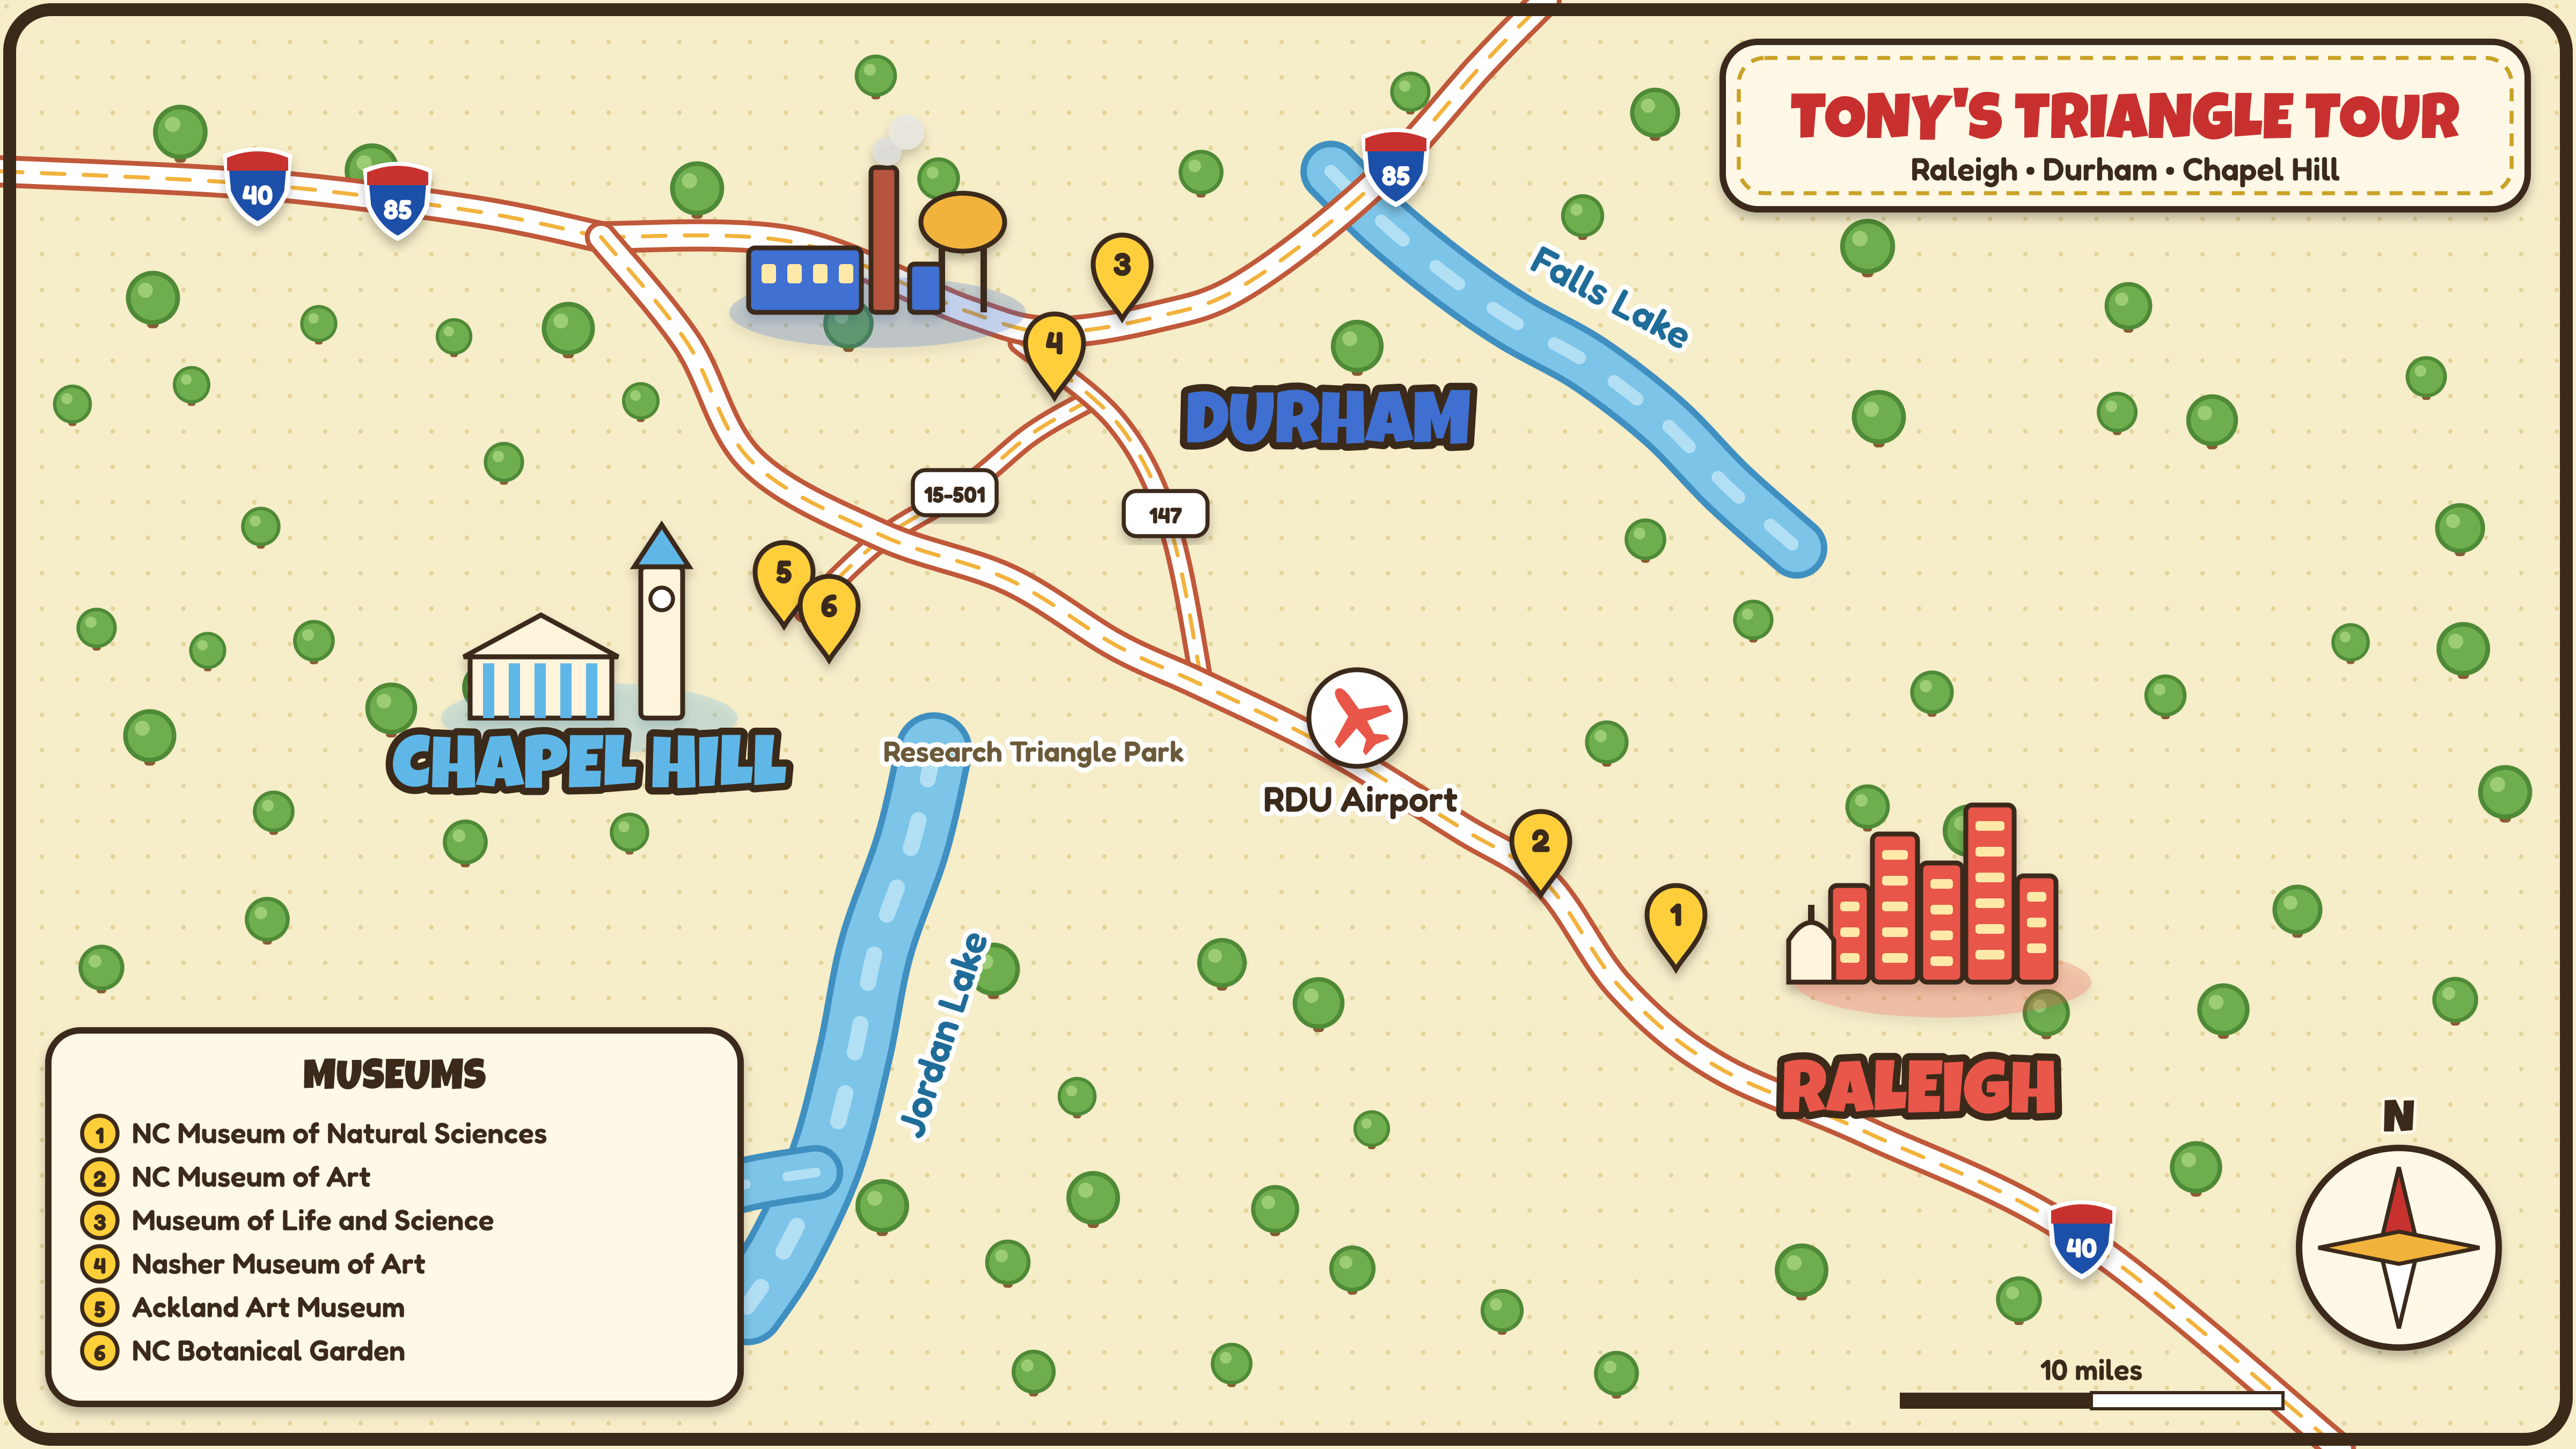 TONY'S TRIANGLE TOUR
Raleigh • Durham • Chapel Hill
40
85
85
3
4
Falls Lake
DURHAM
15-501
147
5
6
CHAPEL HILL
Research Triangle Park
RDU Airport
2
1
Jordan Lake
RALEIGH
MUSEUMS
1 NC Museum of Natural Sciences
2 NC Museum of Art
3 Museum of Life and Science
4 Nasher Museum of Art
5 Ackland Art Museum
6 NC Botanical Garden
N
40
10 miles